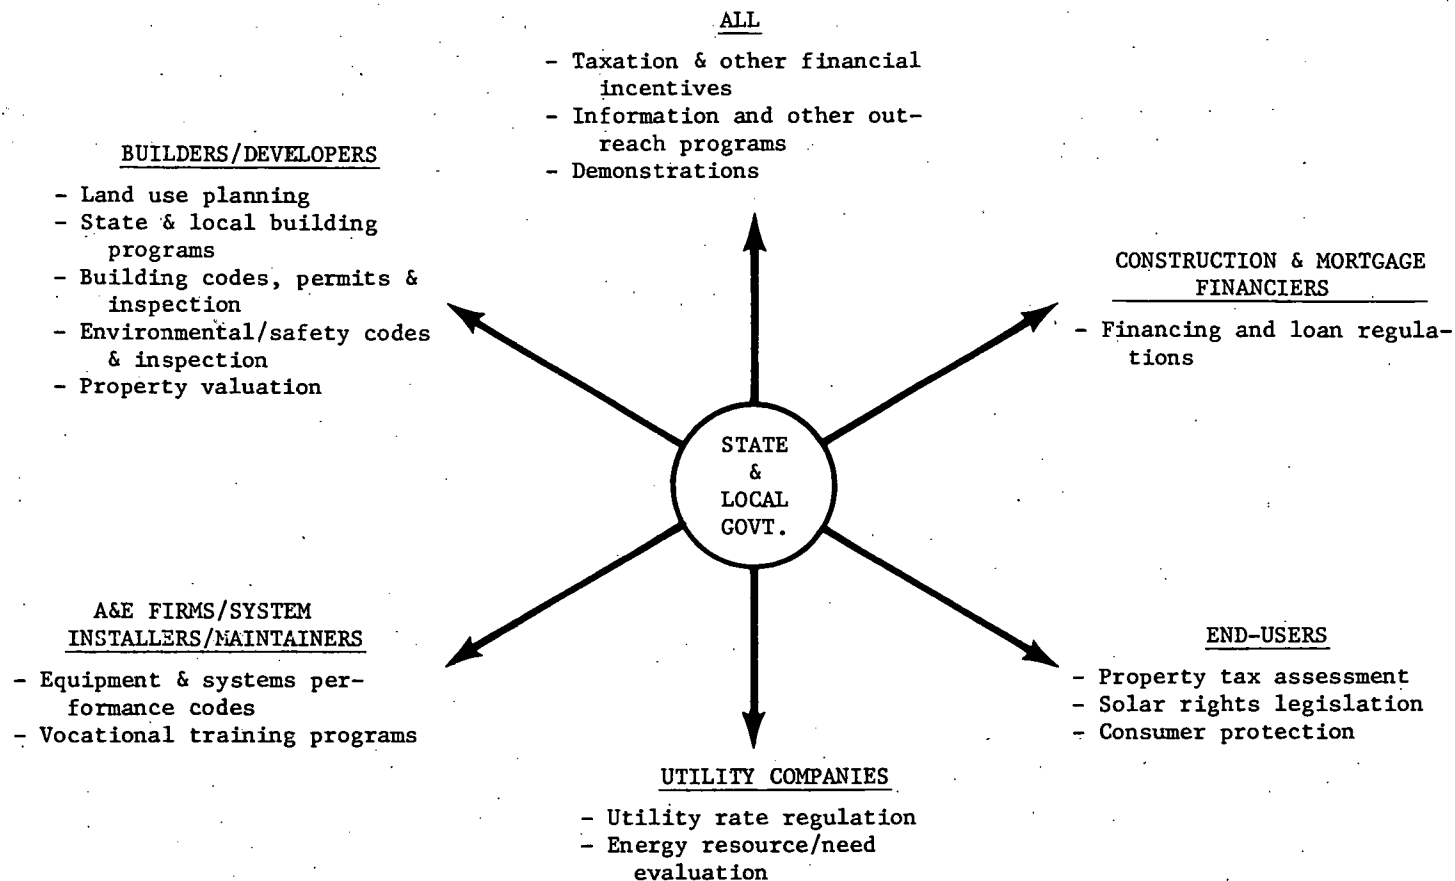 ALL
- Taxation & other financial
incentives
- Information and other out-
reach programs
- Demonstrations
BUILDERS/DEVELOPERS
- Land use planning
- State & local building
programs
- Building codes, permits &
inspection
- Environmental/safety codes
& inspection
- Property valuation
CONSTRUCTION & MORTGAGE
FINANCIERS
- Financing and loan regula-
tions
STATE
&
LOCAL
GOVT.
A&E FIRMS/SYSTEM
INSTALLERS/MAINTAINERS
- Equipment & systems per-
formance codes
- Vocational training programs
END-USERS
- Property tax assessment
- Solar rights legislation
- Consumer protection
UTILITY COMPANIES
- Utility rate regulation
- Energy resource/need
evaluation